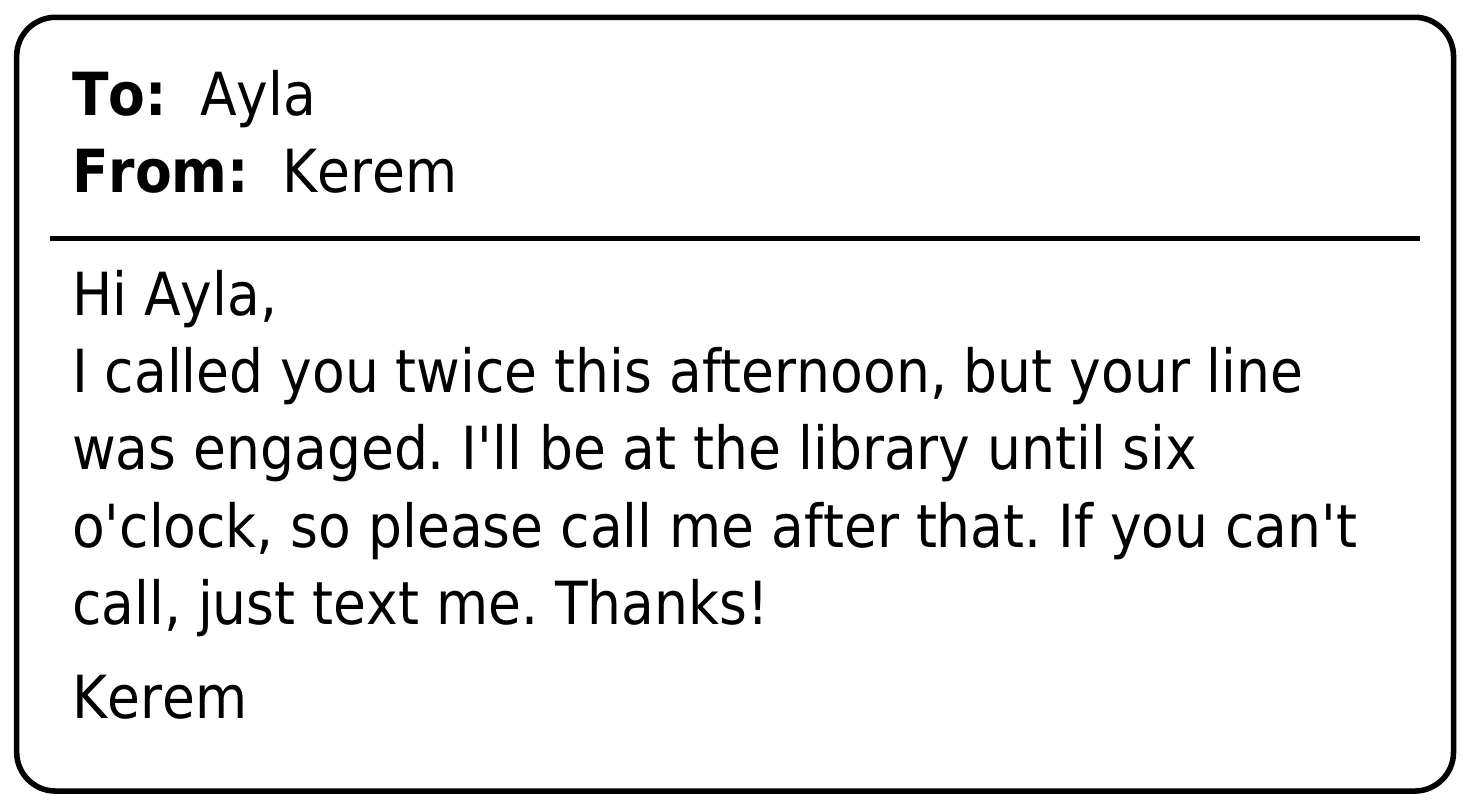 To: Ayla
From: Kerem
Hi Ayla,
I called you twice this afternoon, but your line
was engaged. I'll be at the library until six
o'clock, so please call me after that. If you can't
call, just text me. Thanks!
Kerem